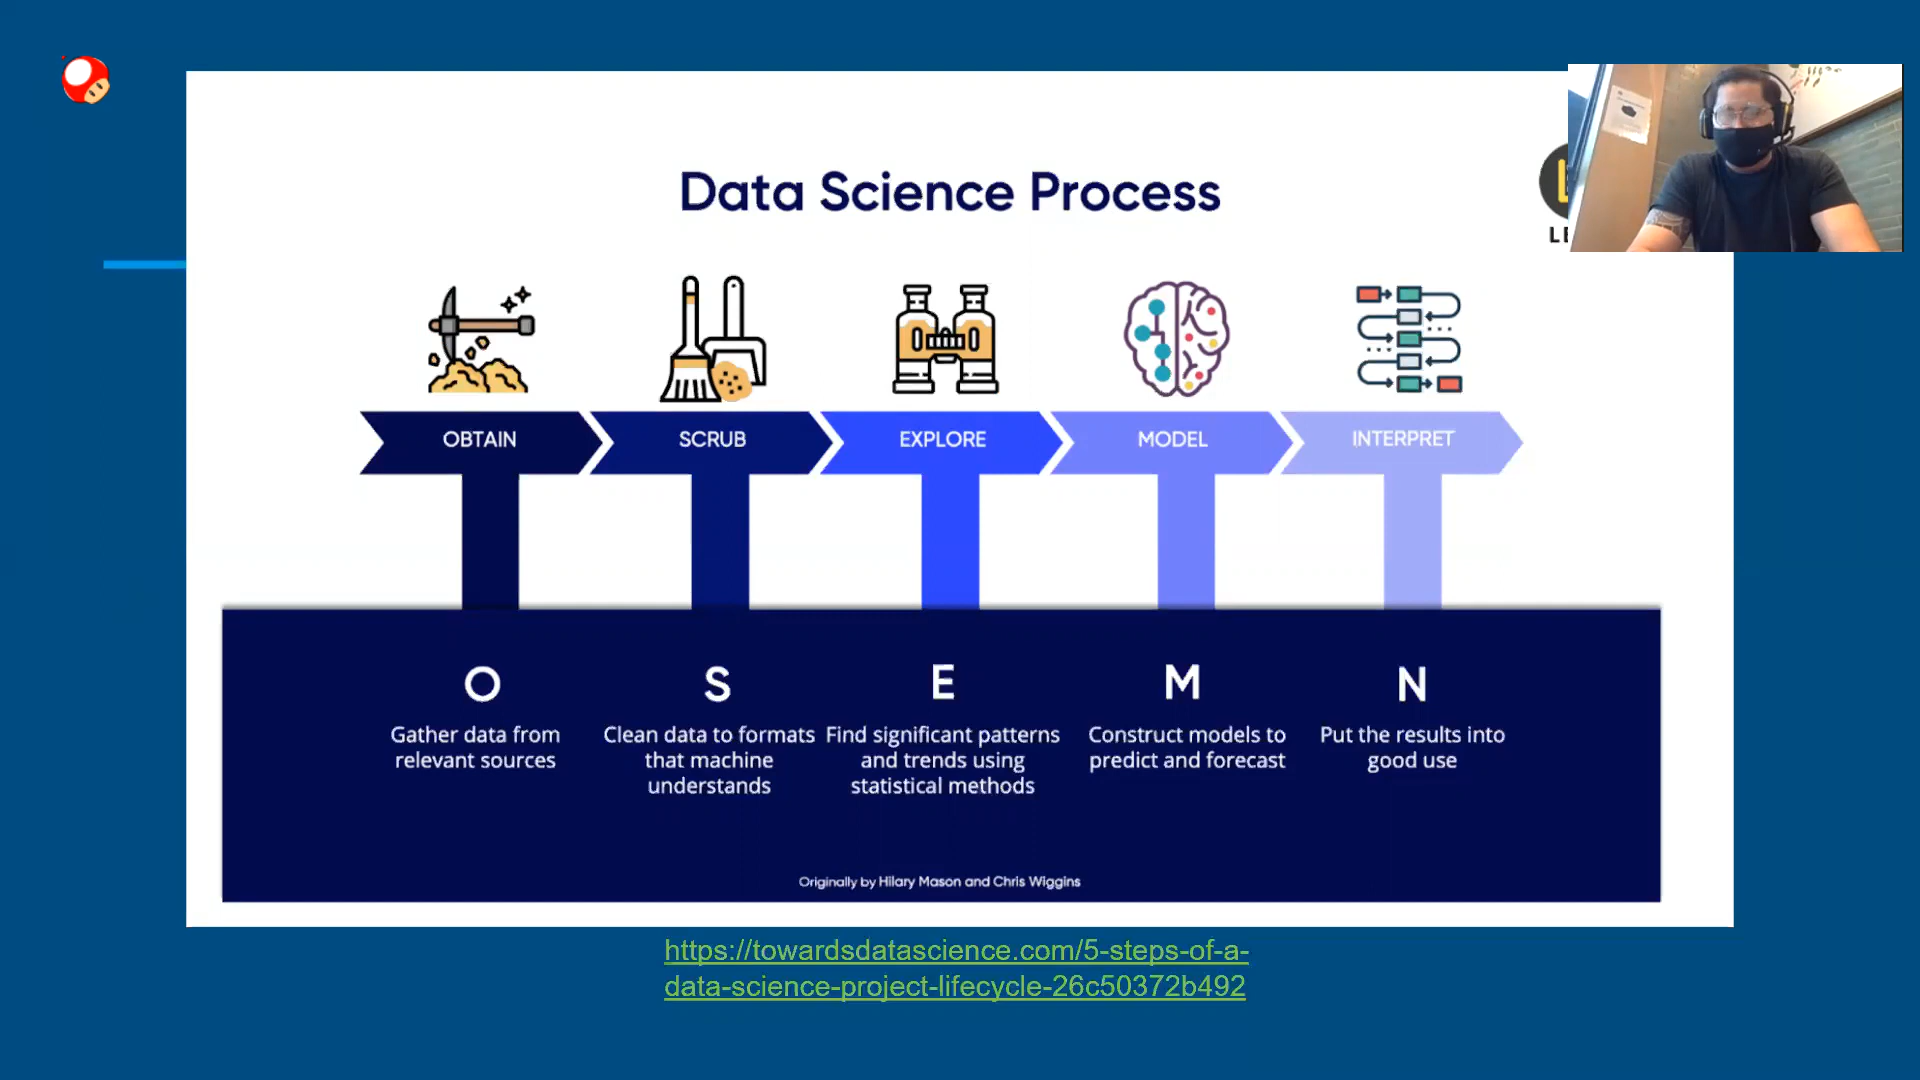 Data Science Process
LE
OBTAIN
SCRUB
EXPLORE
MODEL
INTERPRET
O
S
E
M
N
Gather data from
relevant sources
Clean data to formats
that machine
understands
Find significant patterns
and trends using
statistical methods
Construct models to
predict and forecast
Put the results into
good use
Originally by Hilary Mason and Chris Wiggins
https://towardsdatascience.com/5-steps-of-a-
data-science-project-lifecycle-26c50372b492